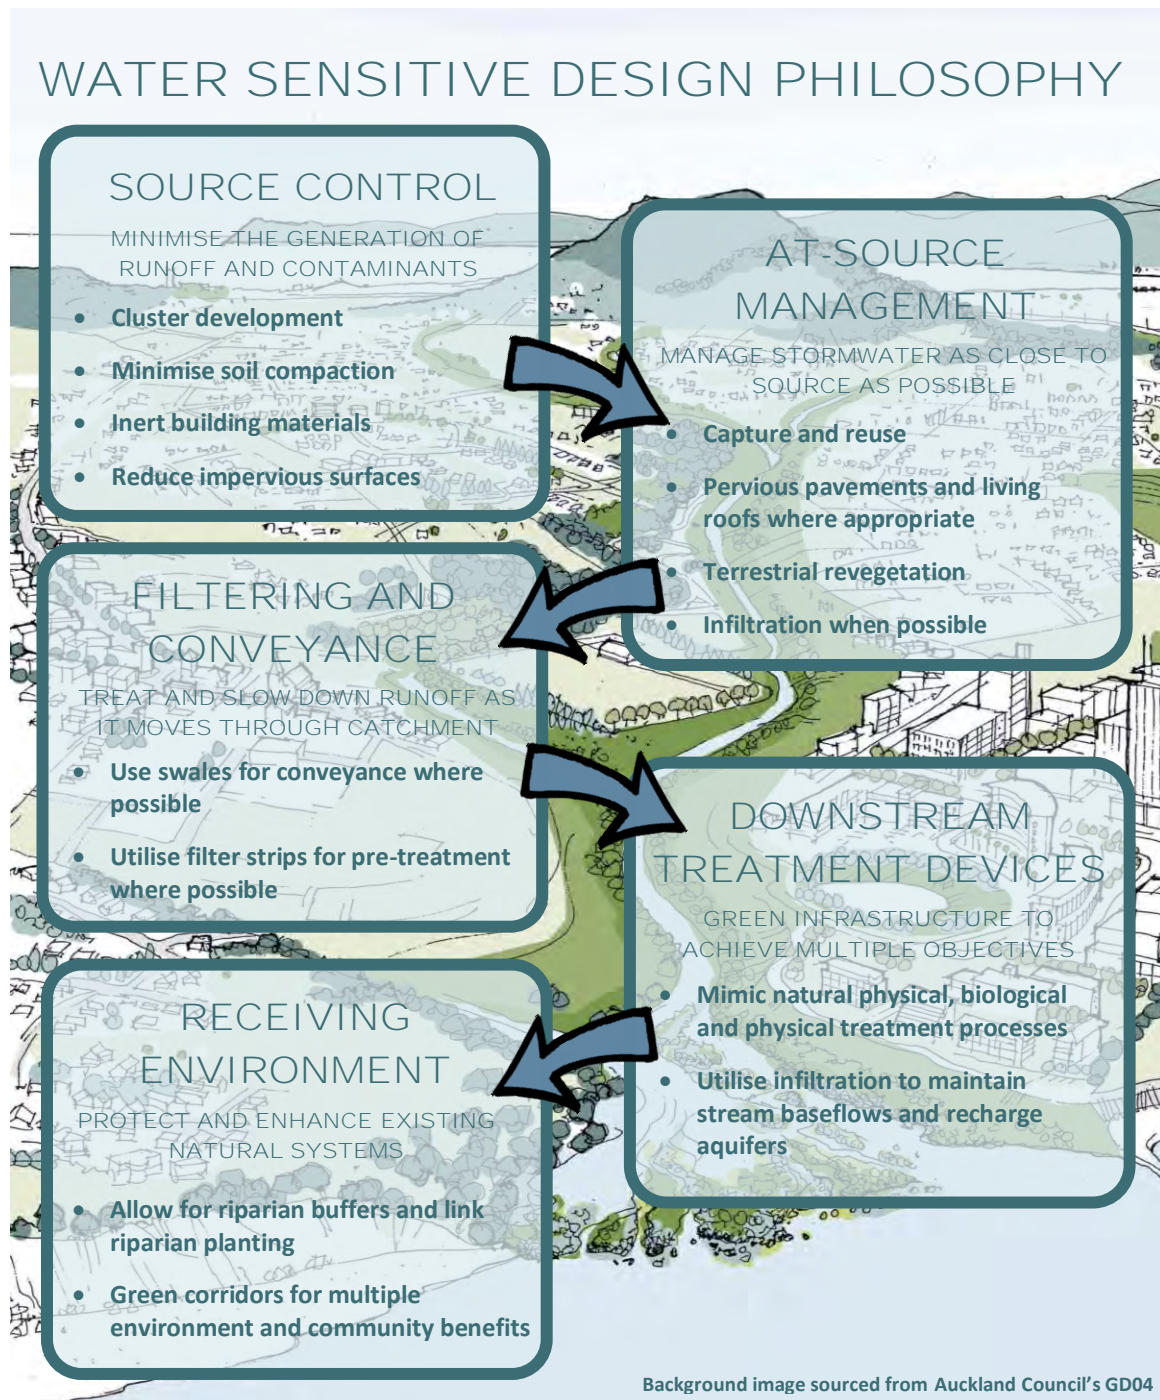 WATER SENSITIVE DESIGN PHILOSOPHY
SOURCE CONTROL
MINIMISE THE GENERATION OF
RUNOFF AND CONTAMINANTS
• Cluster development
• Minimise soil compaction
• Inert building materials
• Reduce impervious surfaces
AT-SOURCE
MANAGEMENT
MANAGE STORMWATER AS CLOSE TO
SOURCE AS POSSIBLE
• Capture and reuse
• Pervious pavements and living
roofs where appropriate
• Terrestrial revegetation
• Infiltration when possible
FILTERING AND
CONVEYANCE
TREAT AND SLOW DOWN RUNOFF AS
IT MOVES THROUGH CATCHMENT
• Use swales for conveyance where
possible
• Utilise filter strips for pre-treatment
where possible
DOWNSTREAM
TREATMENT DEVICES
GREEN INFRASTRUCTURE TO
ACHIEVE MULTIPLE OBJECTIVES
• Mimic natural physical, biological
and physical treatment processes
• Utilise infiltration to maintain
stream baseflows and recharge
aquifers
RECEIVING
ENVIRONMENT
PROTECT AND ENHANCE EXISTING
NATURAL SYSTEMS
• Allow for riparian buffers and link
riparian planting
• Green corridors for multiple
environment and community benefits
Background image sourced from Auckland Council's GD04